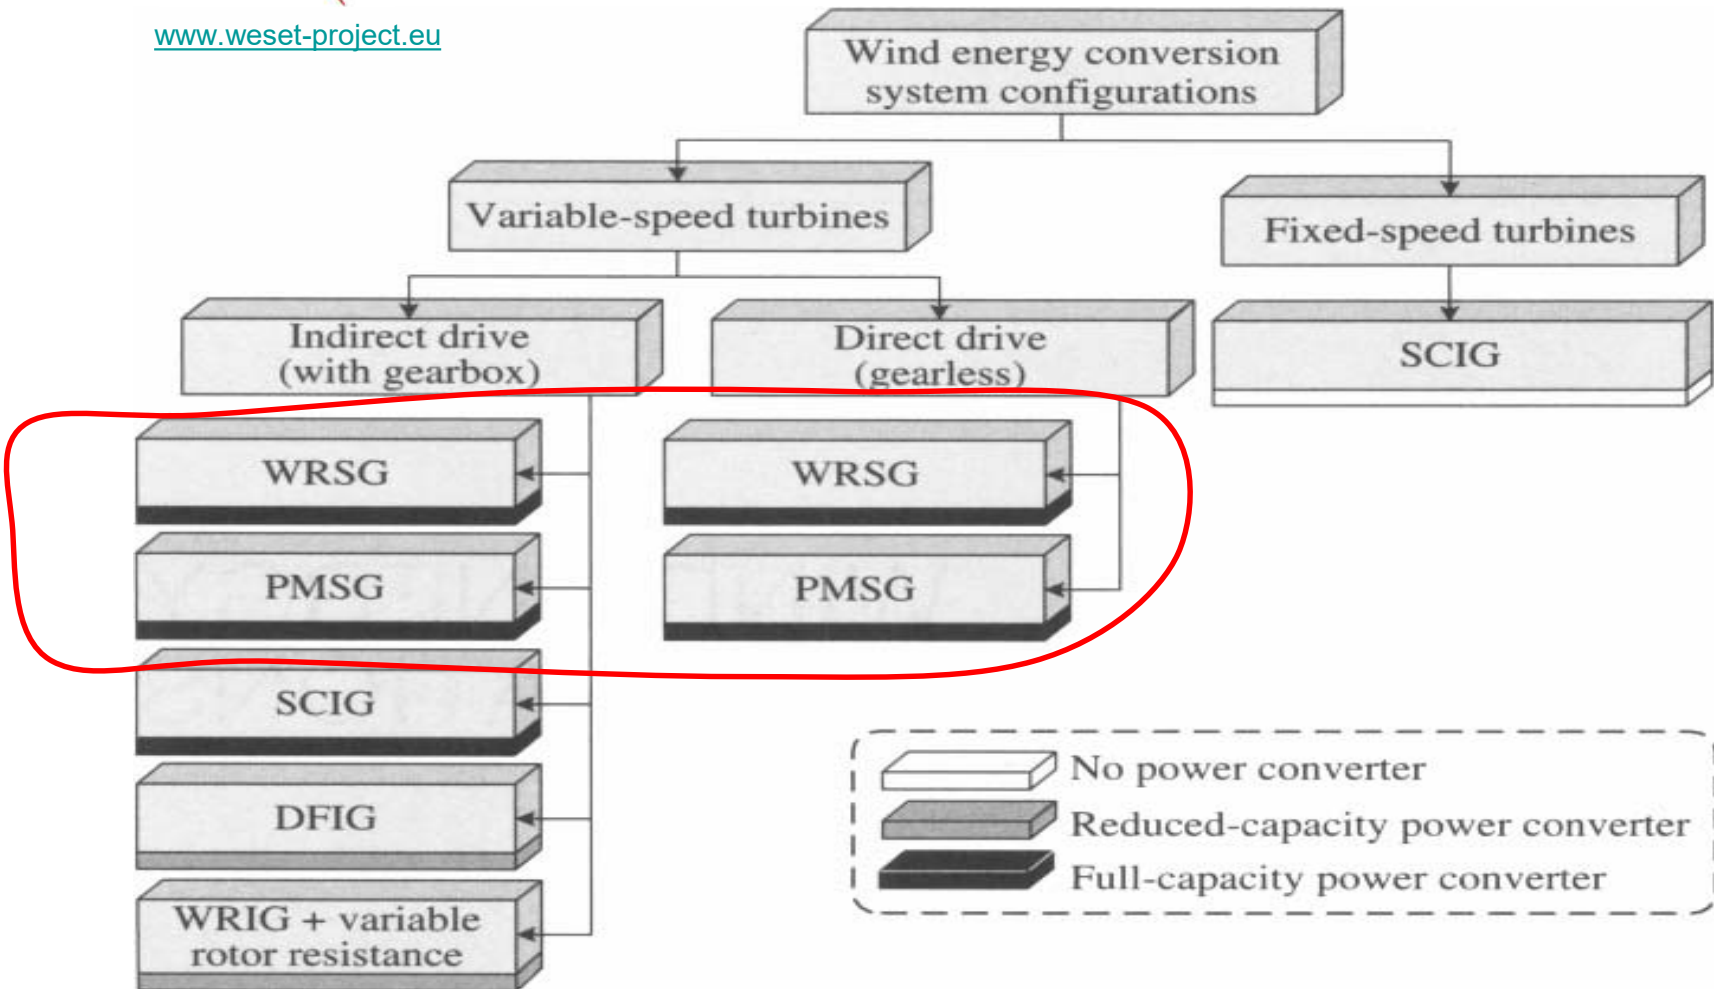 www.weset-project.eu
Wind energy conversion
system configurations
Variable-speed turbines
Fixed-speed turbines
Indirect drive
(with gearbox)
Direct drive
(gearless)
SCIG
WRSG
WRSG
PMSG
PMSG
SCIG
DFIG
WRIG + variable
rotor resistance
No power converter
Reduced-capacity power converter
Full-capacity power converter